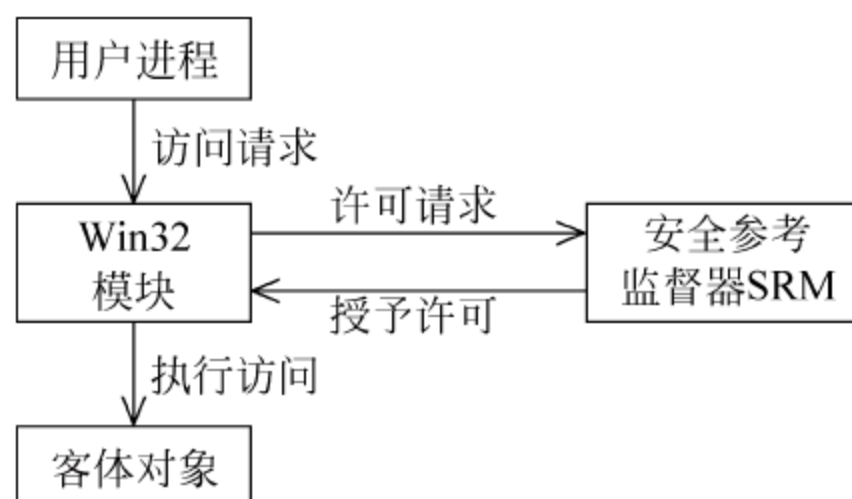 用户进程
访问请求
Win32
模块
许可请求
授予许可
安全参考
监督器SRM
执行访问
客体对象